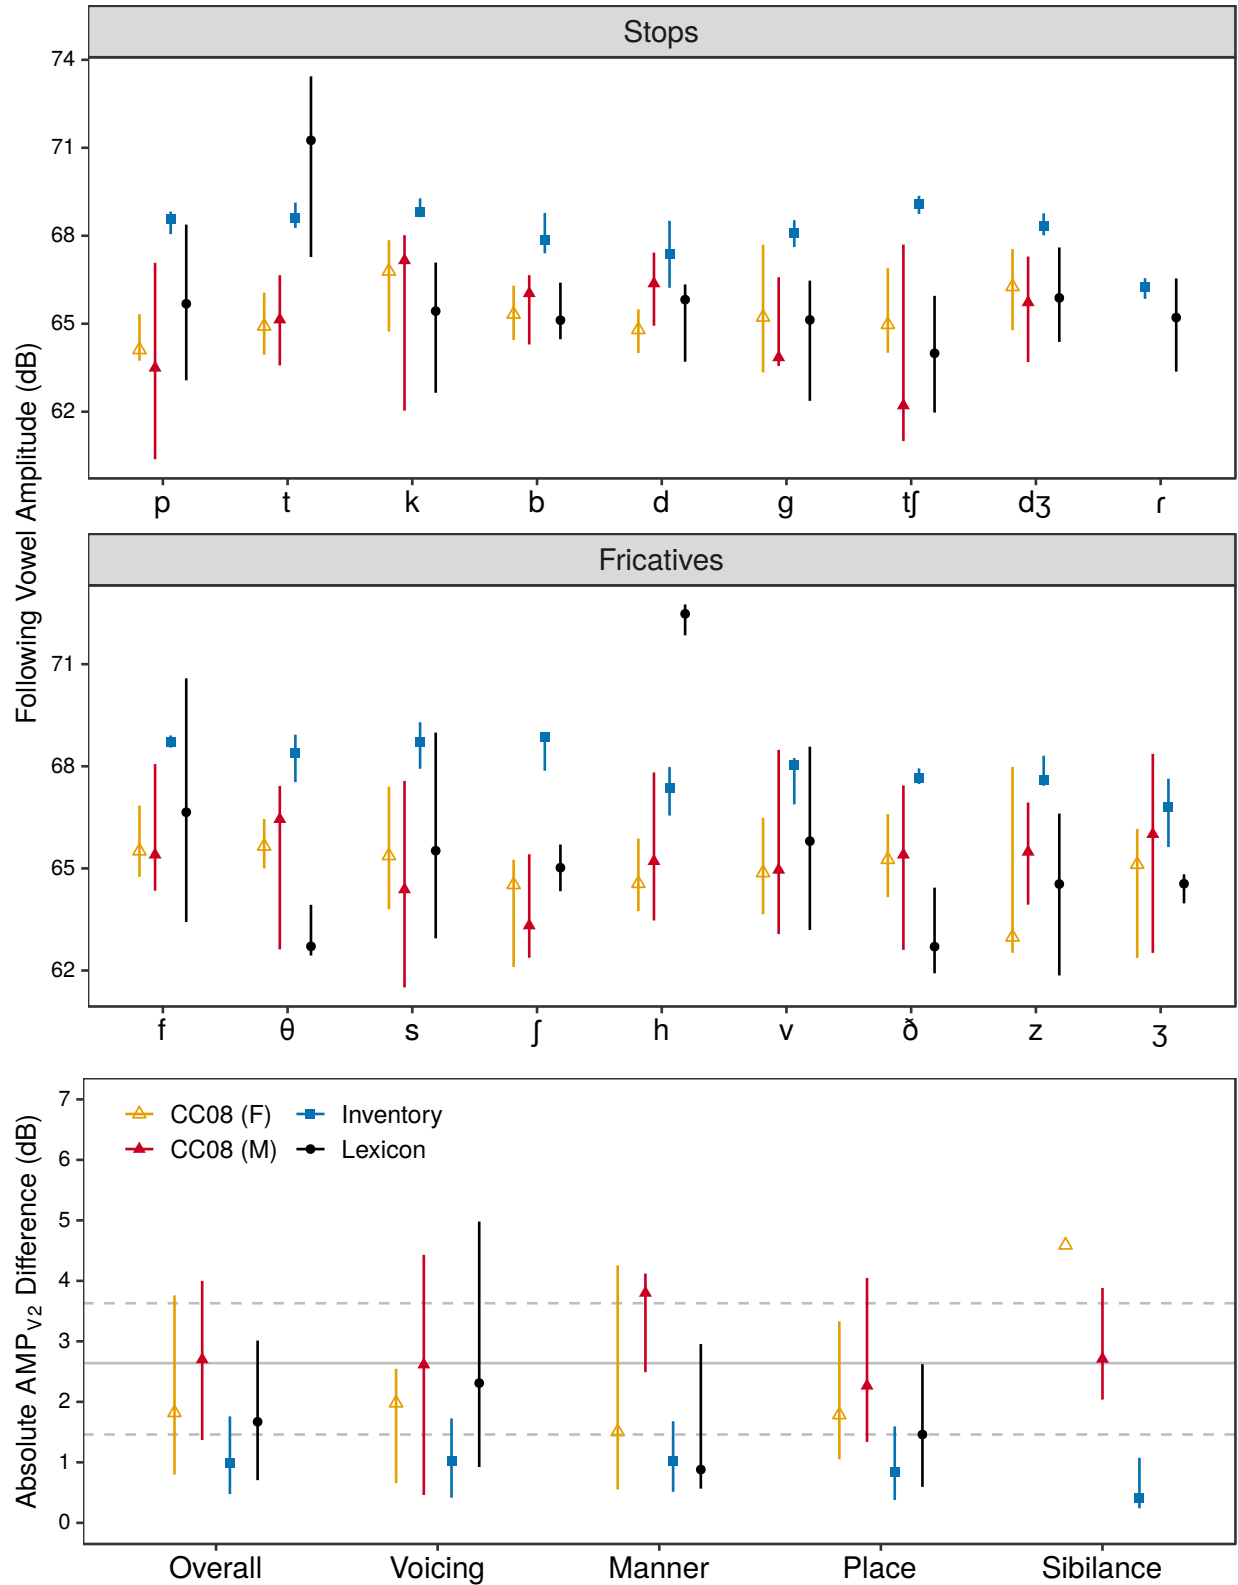 Stops
Following Vowel Amplitude (dB)
74
71
68
65
62
p t k b d g tʃ dʒ ɾ
Fricatives
71
68
65
62
f θ s ʃ h v ð z ʒ
Absolute AMPV2 Difference (dB)
7
6
5
4
3
2
1
0
CC08 (F) Inventory
CC08 (M) Lexicon
Overall Voicing Manner Place Sibilance